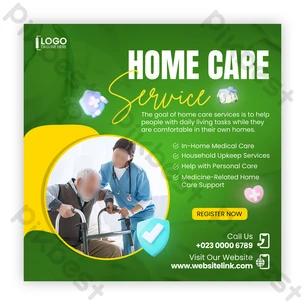 LOGO
HOME CARE
Service
The goal of home care services is to help
people with daily living tasks while they
are comfortable in their own homes.
In-Home Medical Care
Household Upkeep Services
Help with Personal Care
Medicine-Related Home
Care Support
REGISTER NOW
Call Us
+023 0000 6789
Visit Our Website
www.websitelink.com